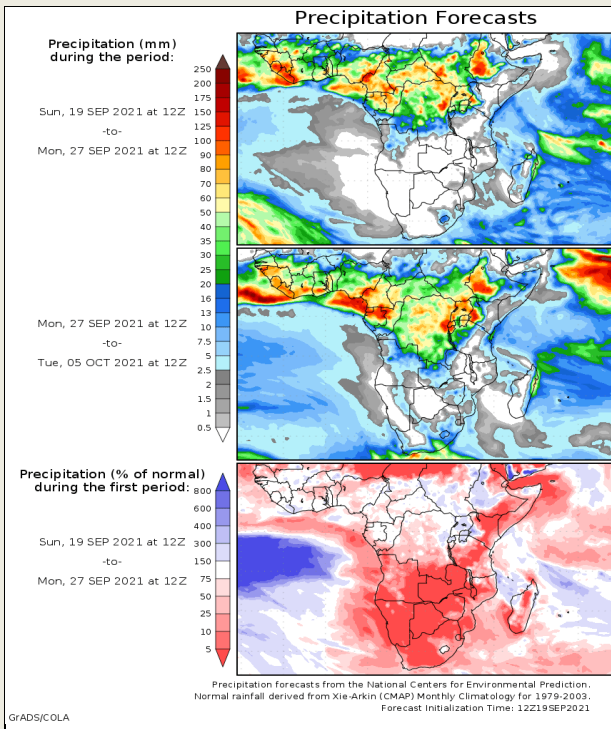 Precipitation Forecasts
Precipitation (mm)
during the period:
Sun, 19 SEP 2021 at 12Z
-to-
Mon, 27 SEP 2021 at 12Z
250
200
175
150
125
100
90
80
70
60
50
40
35
30
25
20
16
13
10
7.5
5
2.5
2
1.5
1
0.5
Mon, 27 SEP 2021 at 12Z
-to-
Tue, 05 OCT 2021 at 12Z
Precipitation (% of normal)
during the first period:
Sun, 19 SEP 2021 at 12Z
-to-
Mon, 27 SEP 2021 at 12Z
800
600
400
300
150
75
50
25
10
5
Precipitation forecasts from the National Centers for Environmental Prediction.
Normal rainfall derived from Xie-Arkin (CMAP) Monthly Climatology for 1979-2003.
Forecast Initialization Time: 12Z19SEP2021
GrADS/COLA